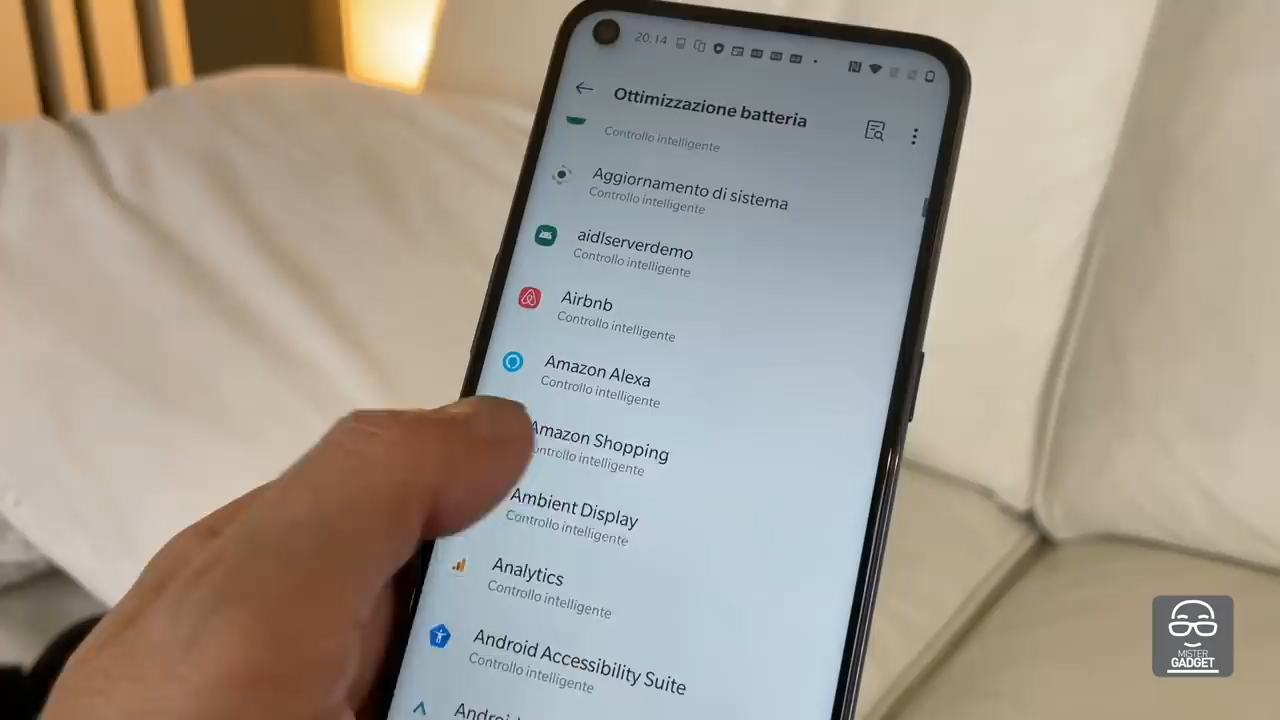 20.14
Ottimizzazione batteria
Controllo intelligente
Aggiornamento di sistema
Controllo intelligente
aidlserverdemo
Controllo intelligente
Airbnb
Controllo intelligente
Amazon Alexa
Controllo intelligente
Amazon Shopping
ontrollo intelligente
Ambient Display
Controllo intelligente
Analytics
Controllo intelligente
Android Accessibility Suite
Controllo intelligente
MISTER
GADGET